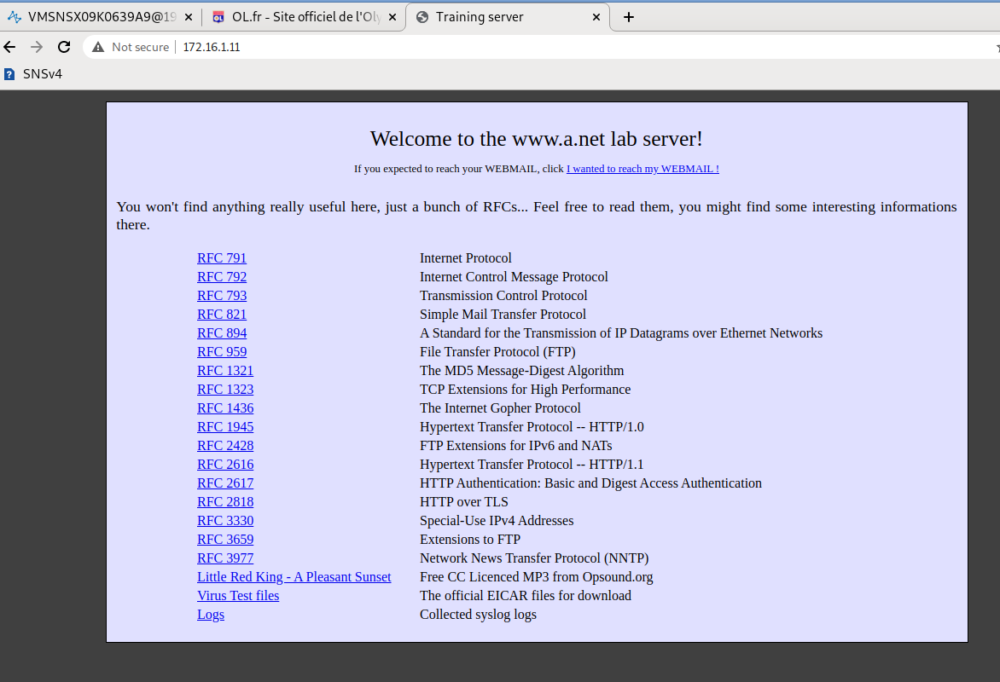 VMSNSX09K0639A9@19
OL.fr - Site officiel de l'Oly
Training server
Not secure
172.16.1.11
SNSv4
Welcome to the www.a.net lab server!
If you expected to reach your WEBMAIL, click I wanted to reach my WEBMAIL !
You won't find anything really useful here, just a bunch of RFCs... Feel free to read them, you might find some interesting informations
there.
RFC 791 Internet Protocol
RFC 792 Internet Control Message Protocol
RFC 793 Transmission Control Protocol
RFC 821 Simple Mail Transfer Protocol
RFC 894 A Standard for the Transmission of IP Datagrams over Ethernet Networks
RFC 959 File Transfer Protocol (FTP)
RFC 1321 The MD5 Message-Digest Algorithm
RFC 1323 TCP Extensions for High Performance
RFC 1436 The Internet Gopher Protocol
RFC 1945 Hypertext Transfer Protocol -- HTTP/1.0
RFC 2428 FTP Extensions for IPv6 and NATs
RFC 2616 Hypertext Transfer Protocol -- HTTP/1.1
RFC 2617 HTTP Authentication: Basic and Digest Access Authentication
RFC 2818 HTTP over TLS
RFC 3330 Special-Use IPv4 Addresses
RFC 3659 Extensions to FTP
RFC 3977 Network News Transfer Protocol (NNTP)
Little Red King - A Pleasant Sunset Free CC Licenced MP3 from Opsound.org
Virus Test files The official EICAR files for download
Logs Collected syslog logs